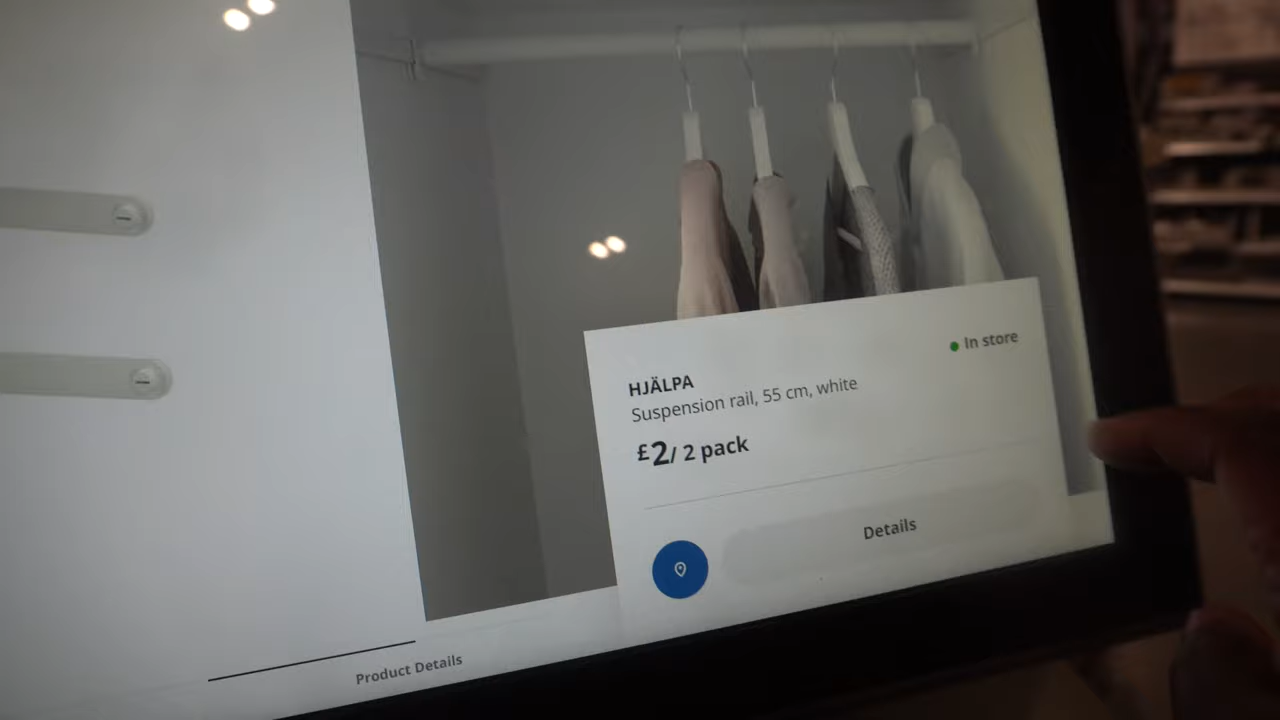 In store
HJÄLPA
Suspension rail, 55 cm, white
£2/ 2 pack
Details
Product Details